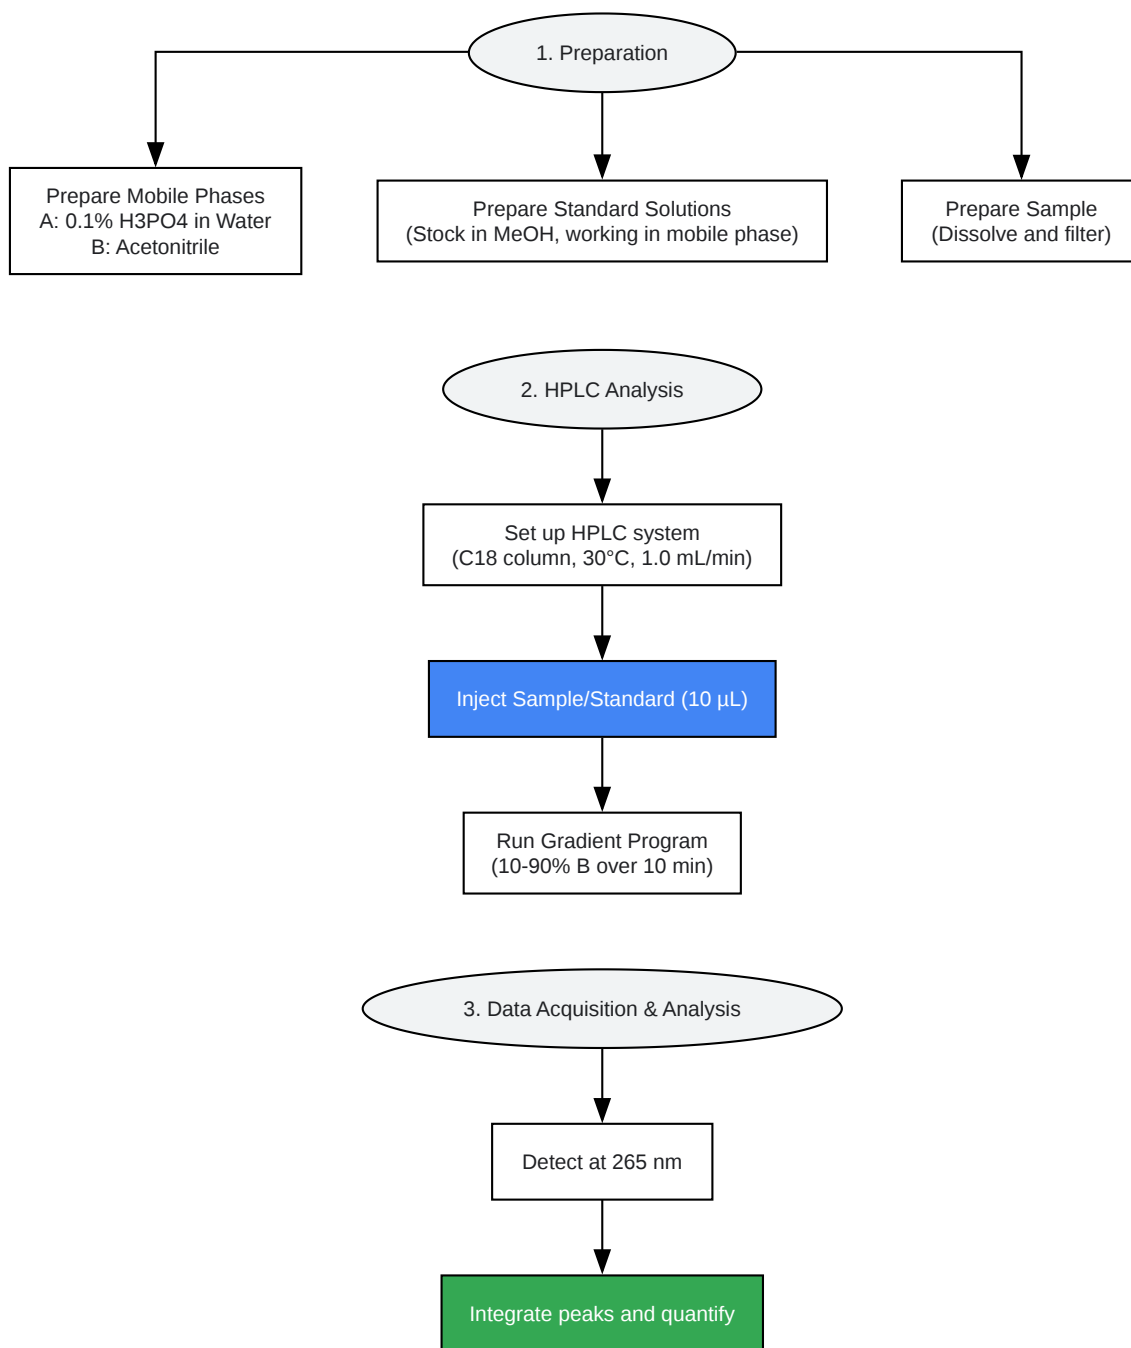 1. Preparation
Prepare Mobile Phases
A: 0.1% H3PO4 in Water
B: Acetonitrile
Prepare Standard Solutions
(Stock in MeOH, working in mobile phase)
Prepare Sample
(Dissolve and filter)
2. HPLC Analysis
Set up HPLC system
(C18 column, 30°C, 1.0 mL/min)
Inject Sample/Standard (10 µL)
Run Gradient Program
(10-90% B over 10 min)
3. Data Acquisition & Analysis
Detect at 265 nm
Integrate peaks and quantify